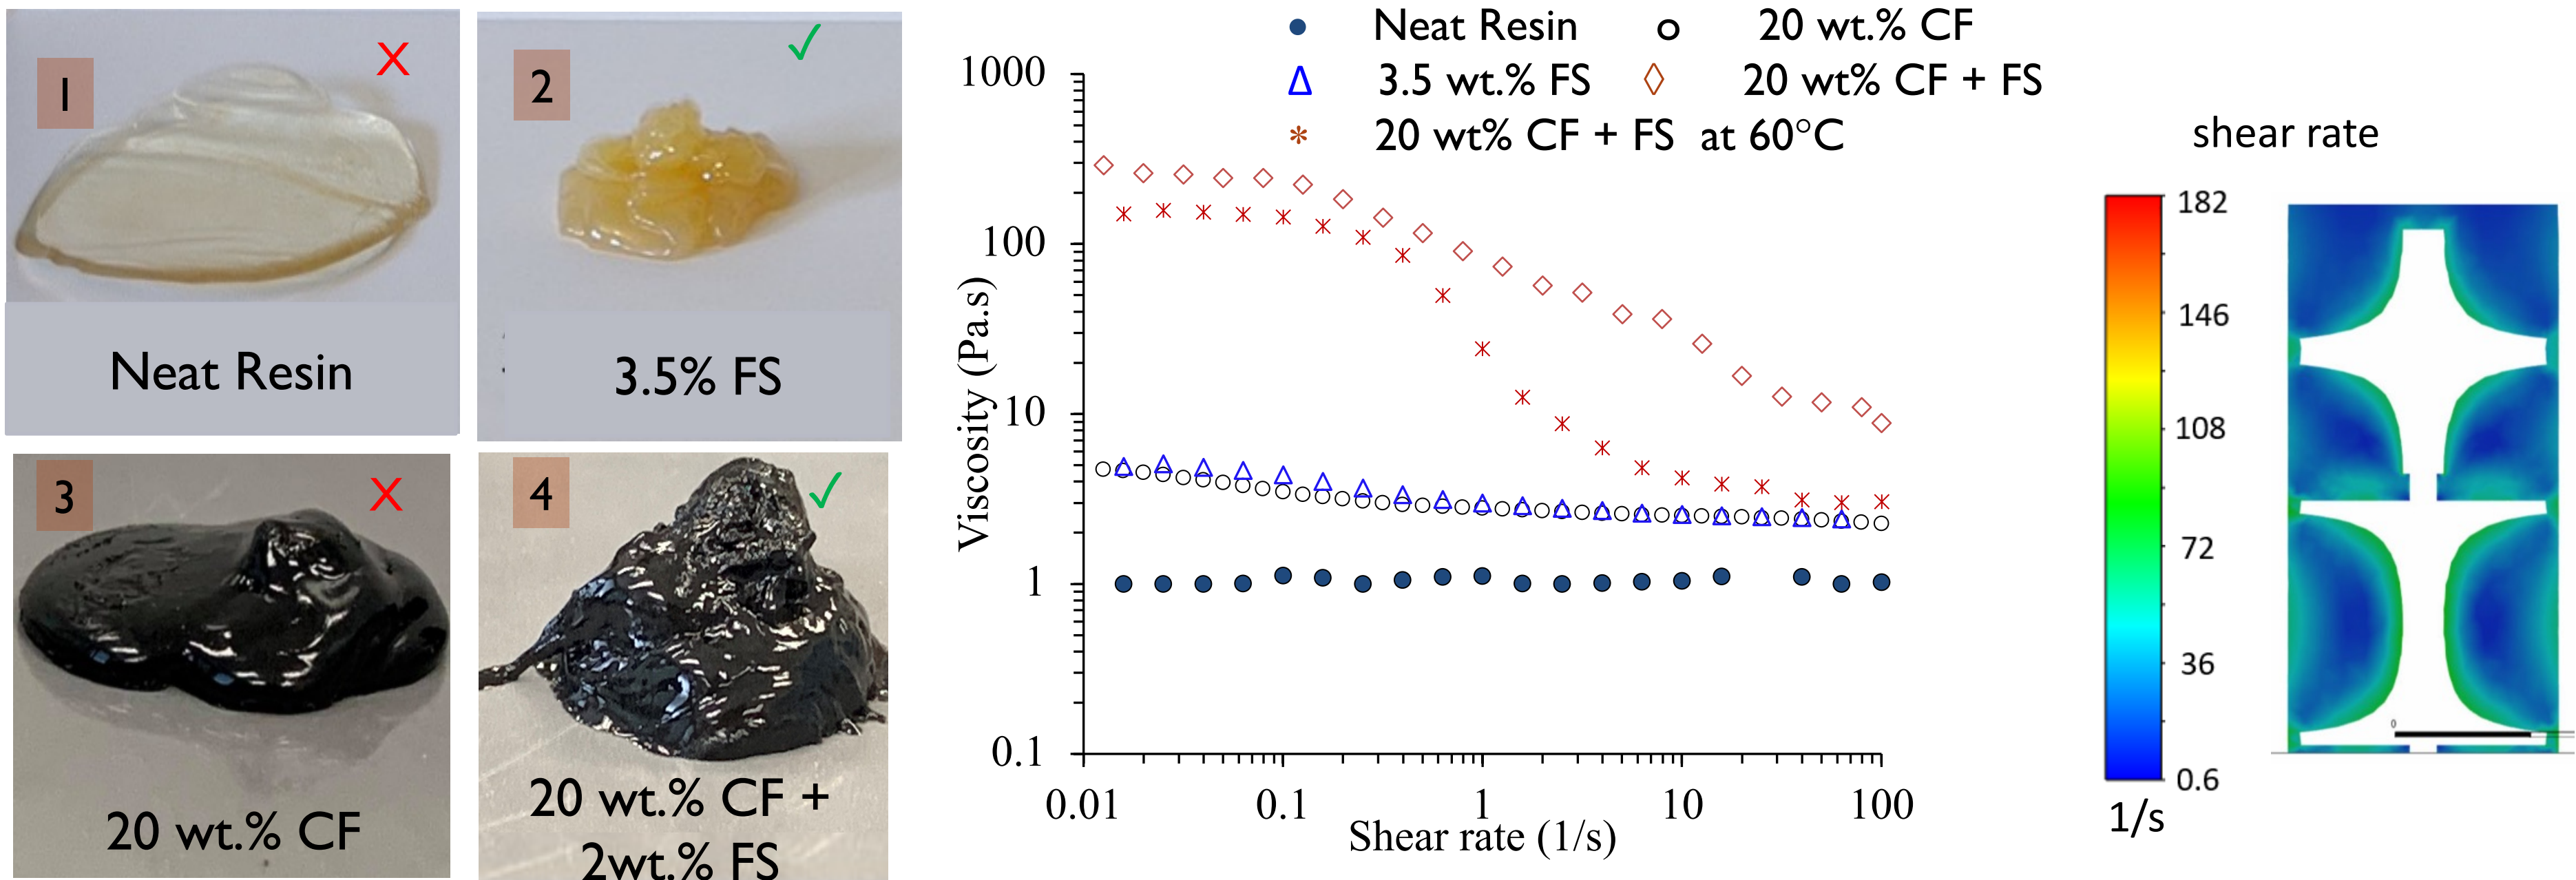 1
X
Neat Resin
2
✓
3.5% FS
3
X
20 wt.% CF
4
✓
20 wt.% CF +
2wt.% FS
Neat Resin
20 wt.% CF
3.5 wt.% FS
20 wt% CF + FS
20 wt% CF + FS at 60°C
Viscosity (Pa.s)
1000
100
10
1
0.1
0.01
0.1
1
10
100
Shear rate (1/s)
shear rate
182
146
108
72
36
0.6
1/s
0